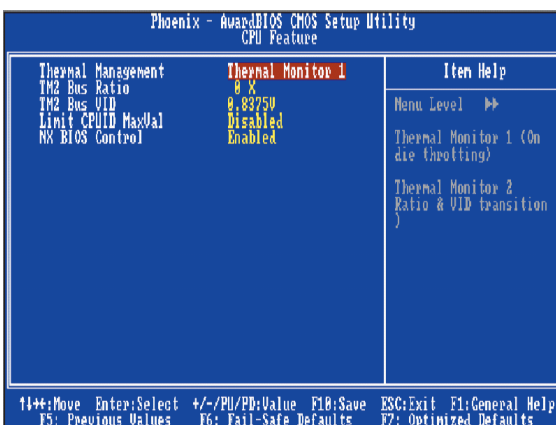 Phoenix - AwardBIOS CMOS Setup Utility
CPU Feature
Thermal Management Thermal Monitor 1
TM2 Bus Ratio 0 X
TM2 Bus VID 0.8375V
Limit CPUID MaxVal Disabled
NX BIOS Control Enabled
Item Help
Menu Level ▶▶
Thermal Monitor 1 (On
die throtting)
Thermal Monitor 2
Ratio & VID transition
)
↑↓→←:Move Enter:Select +/-/PU/PD:Value F10:Save ESC:Exit F1:General Help
F5: Previous Values F6: Fail-Safe Defaults F7: Optimized Defaults